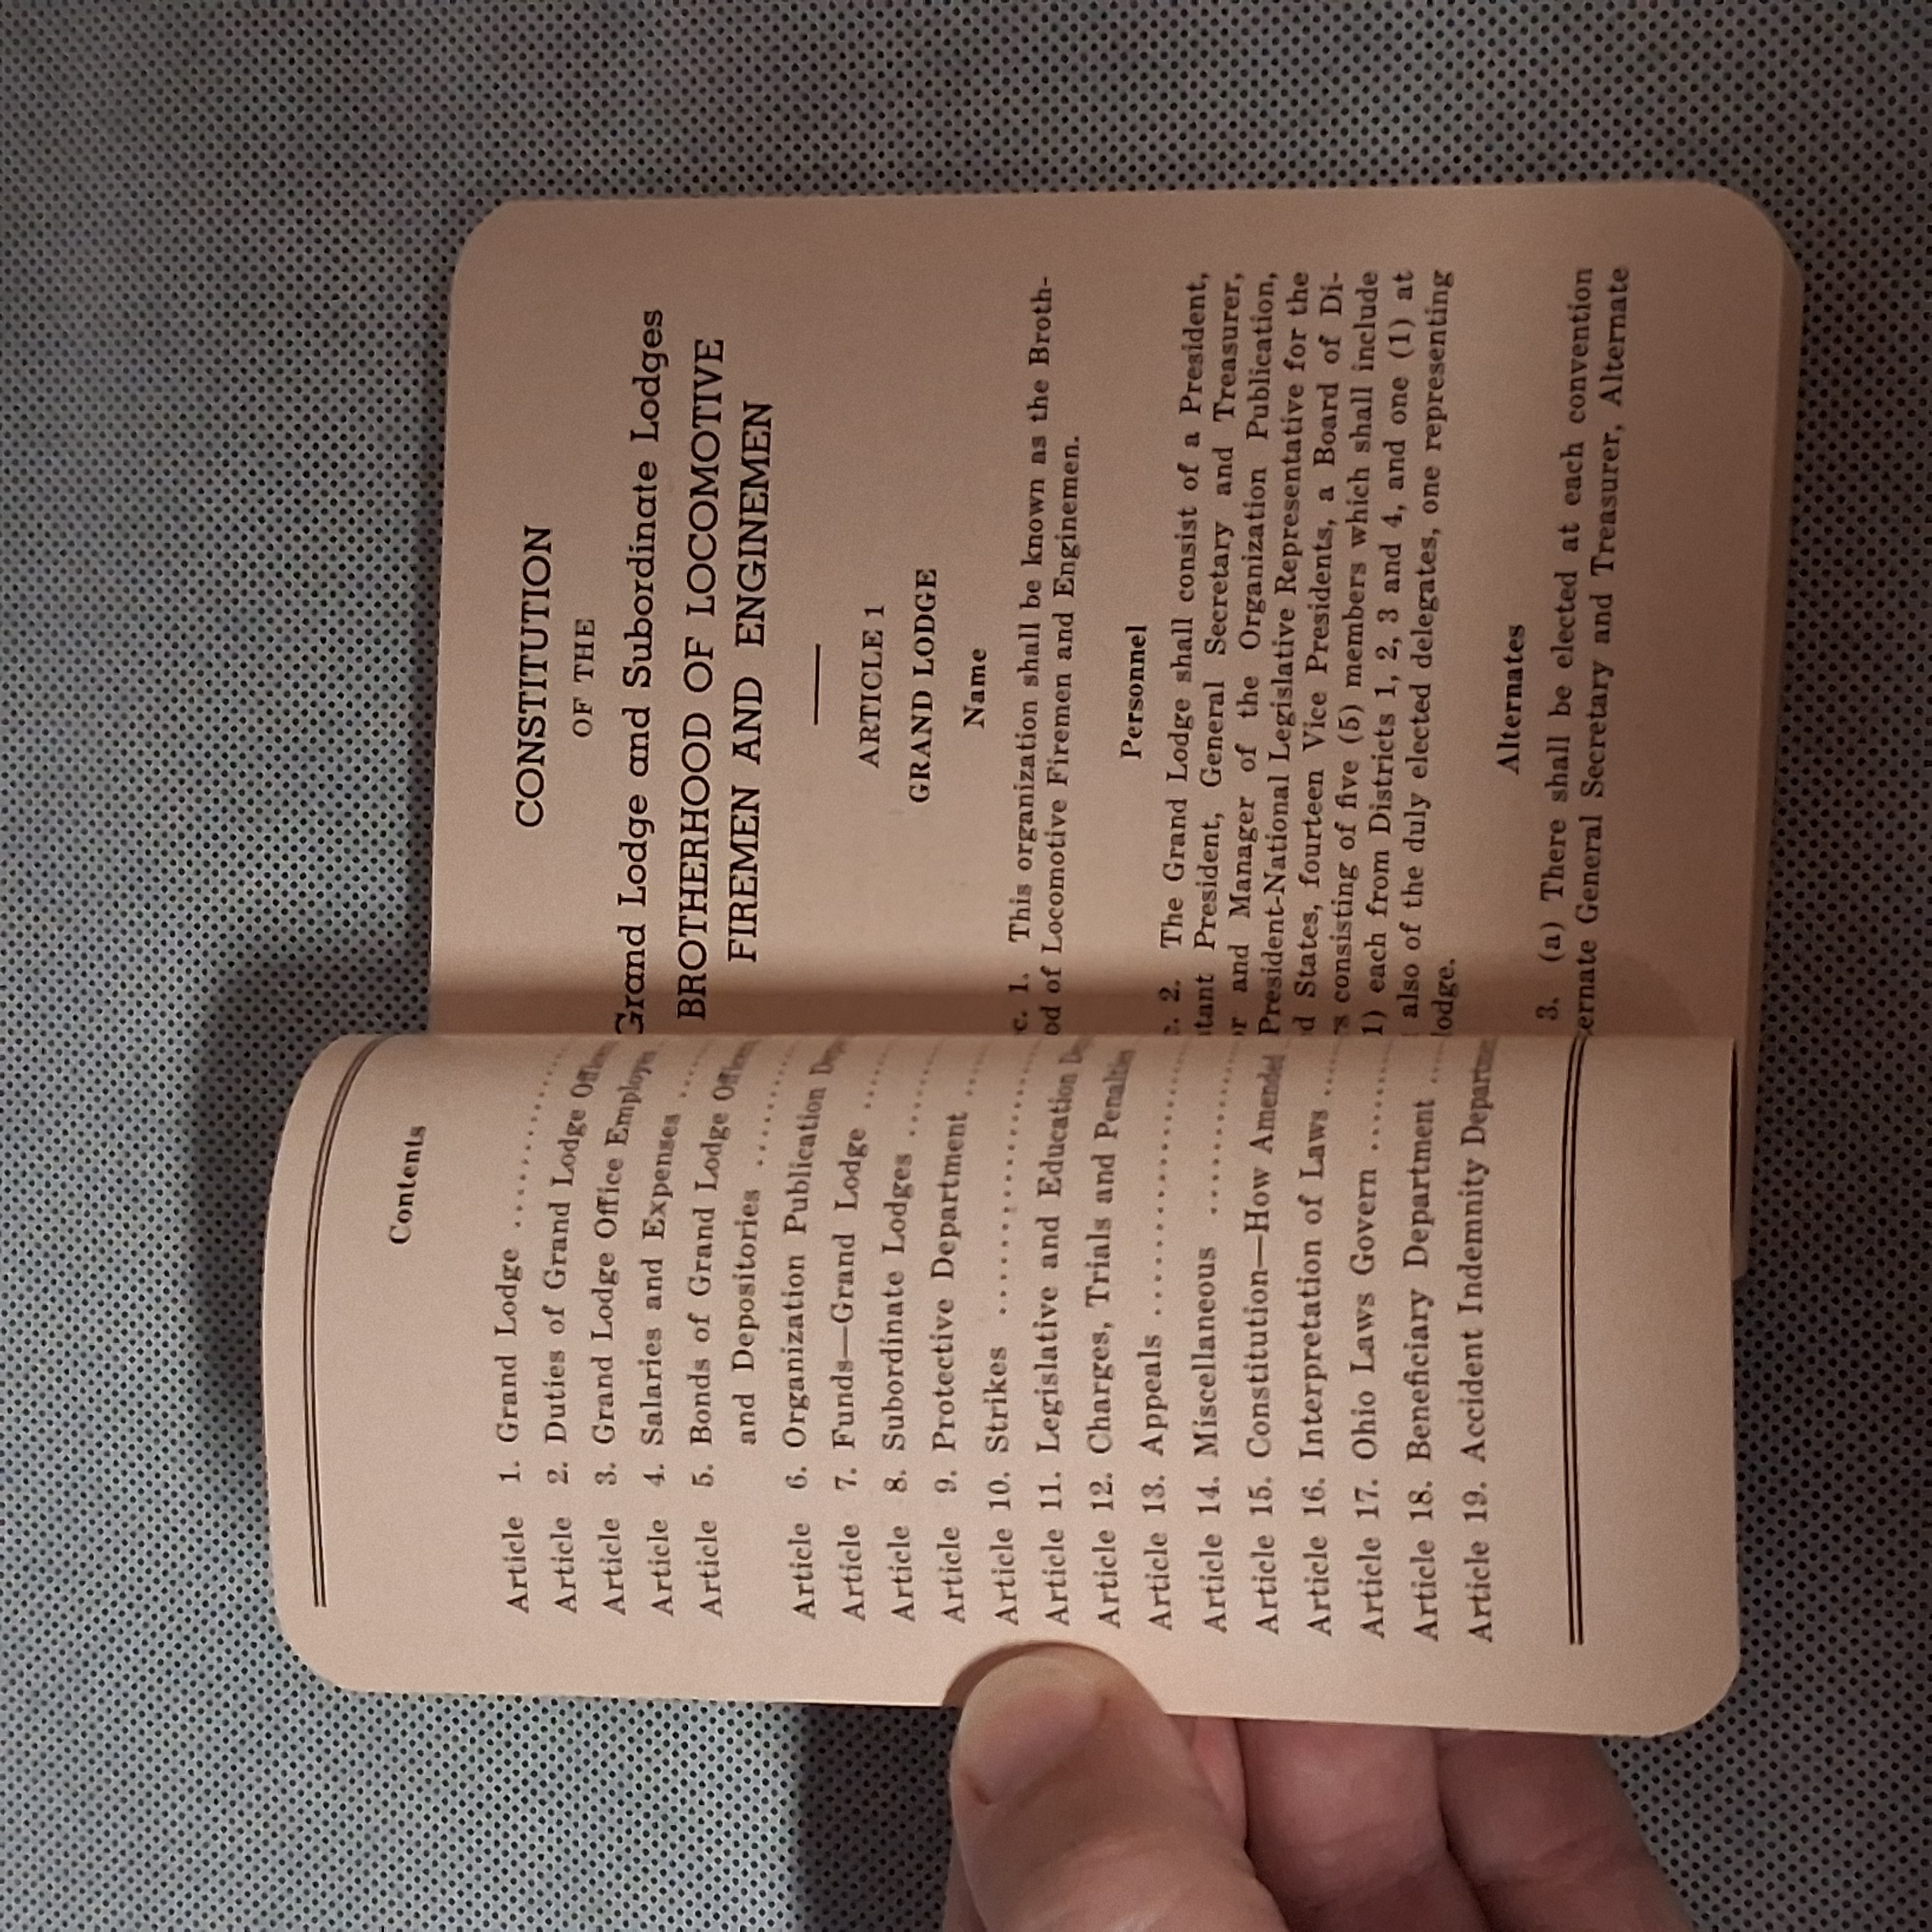 Contents
Article 1. Grand Lodge ..........
Article 2. Duties of Grand Lodge
Article 3. Grand Lodge Office
Article 4. Salaries and Expenses .....
Article 5. Bonds of Grand Lodge
and Depositories ........
Article 6. Organization Publication
Article 7. Funds—Grand Lodge ......
Article 8. Subordinate Lodges ........
Article 9. Protective Department ....
Article 10. Strikes ..................
Article 11. Legislative and Education
Article 12. Charges, Trials and Penalties
Article 13. Appeals ..................
Article 14. Miscellaneous ............
Article 15. Constitution—How Amended
Article 16. Interpretation of Laws .....
Article 17. Ohio Laws Govern ........
Article 18. Beneficiary Department ....
Article 19. Accident Indemnity
CONSTITUTION
OF THE
Grand Lodge and Subordinate Lodges
BROTHERHOOD OF LOCOMOTIVE
FIREMEN AND ENGINEMEN
ARTICLE 1
GRAND LODGE
Name
c. 1. This organization shall be known as the Broth-
od of Locomotive Firemen and Enginemen.
Personnel
2. The Grand Lodge shall consist of a President,
tant President, General Secretary and Treasurer,
r and Manager of the Organization Publication,
President-National Legislative Representative for the
d States, fourteen Vice Presidents, a Board of Di-
s consisting of five (5) members which shall include
1) each from Districts 1, 2, 3 and 4, and one (1) at
also of the duly elected delegates, one representing
lodge.
Alternates
3. (a) There shall be elected at each convention
ernate General Secretary and Treasurer, Alternate